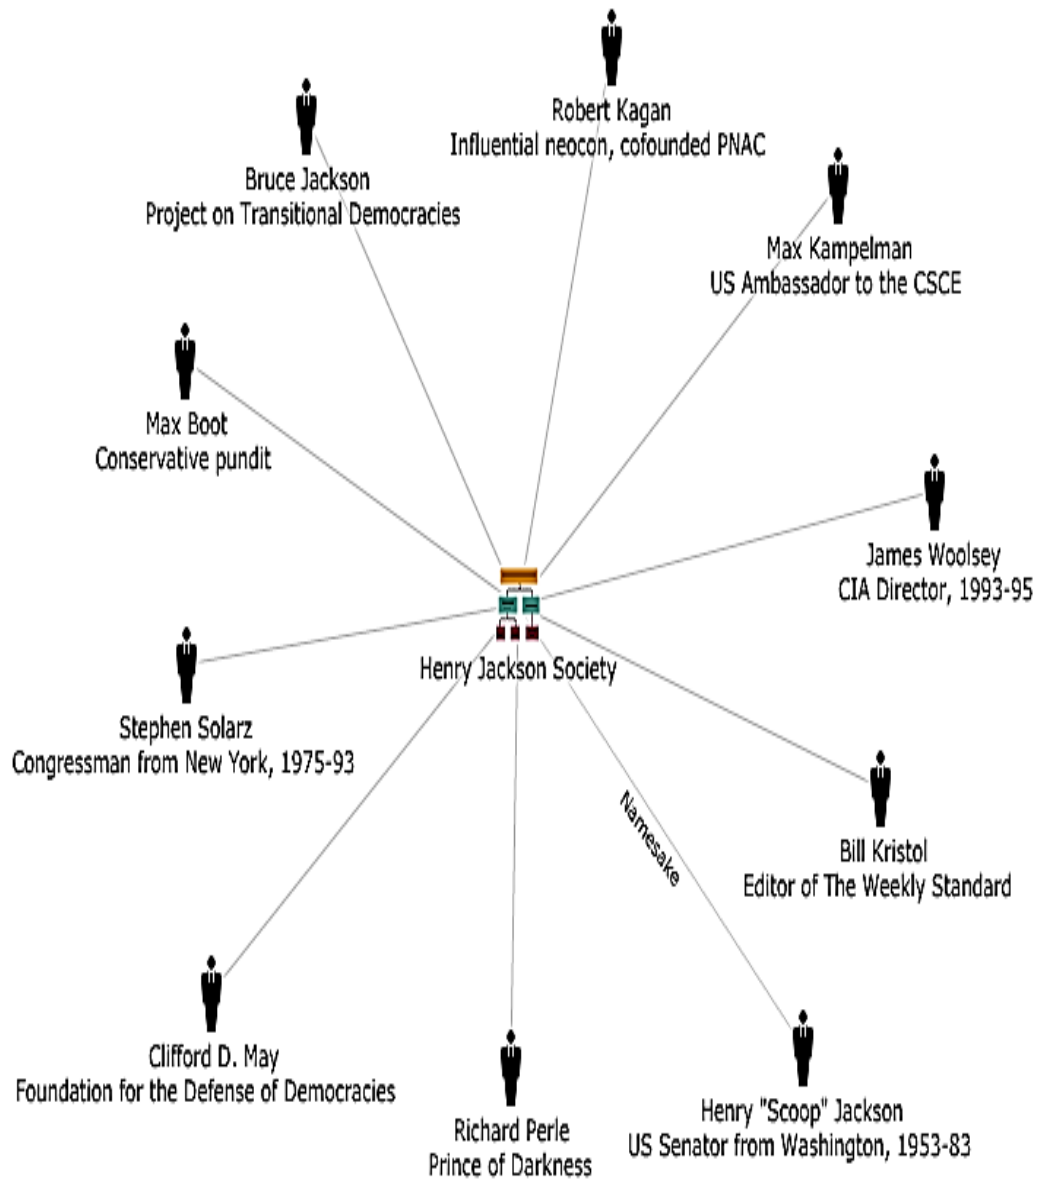 Robert Kagan
Influential neocon, cofounded PNAC
Bruce Jackson
Project on Transitional Democracies
Max Kampelman
US Ambassador to the CSCE
Max Boot
Conservative pundit
James Woolsey
CIA Director, 1993-95
Henry Jackson Society
Stephen Solarz
Congressman from New York, 1975-93
Namesake
Bill Kristol
Editor of The Weekly Standard
Clifford D. May
Foundation for the Defense of Democracies
Richard Perle
Prince of Darkness
Henry "Scoop" Jackson
US Senator from Washington, 1953-83